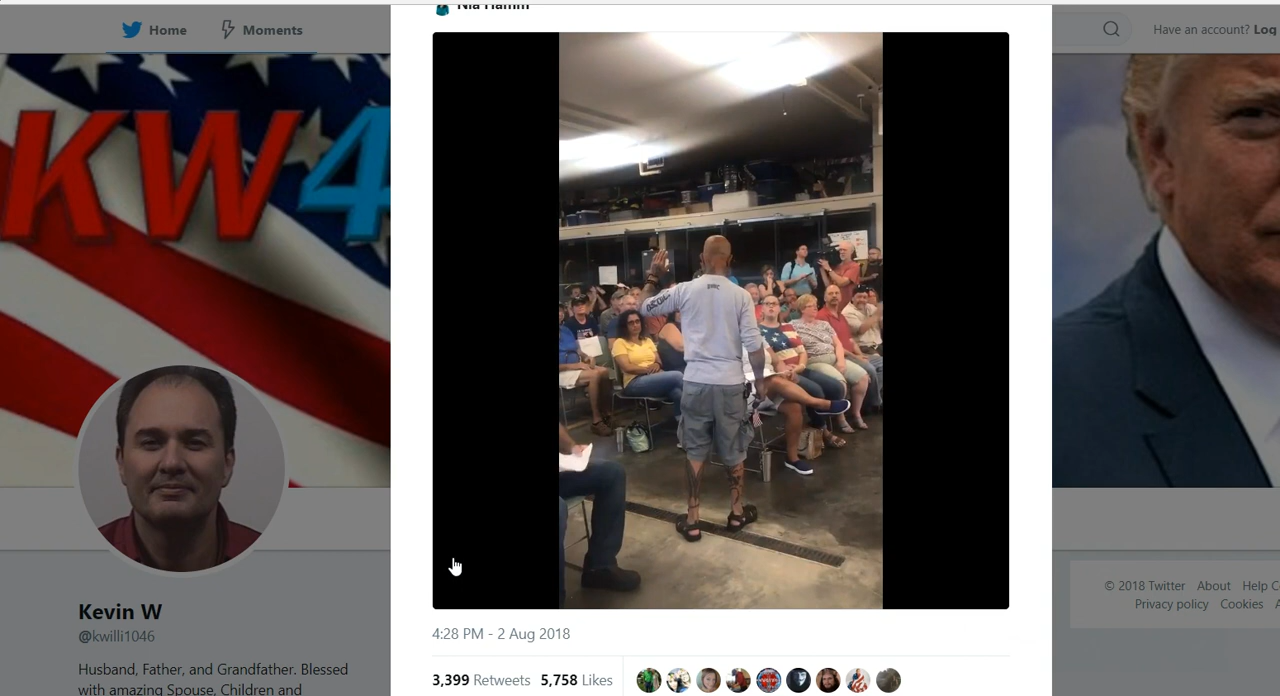 Nia Hamm
Home
Moments
Have an account? Log
KW4
4:28 PM - 2 Aug 2018
3,399 Retweets 5,758 Likes
Kevin W
@kwilli1046
Husband, Father, and Grandfather. Blessed
with amazing Spouse, Children and
© 2018 Twitter About Help C
Privacy policy Cookies A